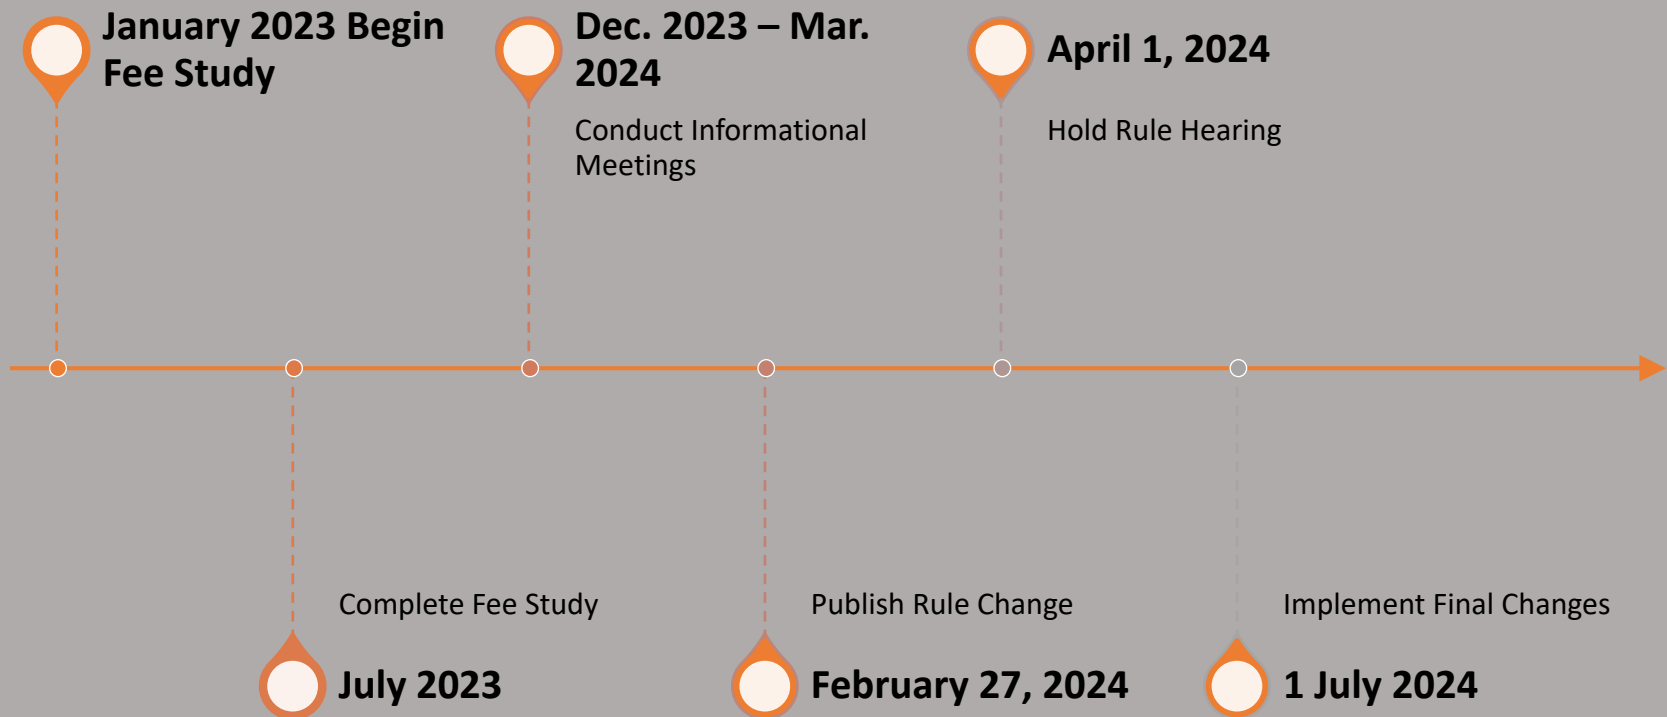 January 2023 Begin
Fee Study
Dec. 2023 – Mar.
2024
Conduct Informational
Meetings
April 1, 2024
Hold Rule Hearing
Complete Fee Study
July 2023
Publish Rule Change
February 27, 2024
Implement Final Changes
1 July 2024